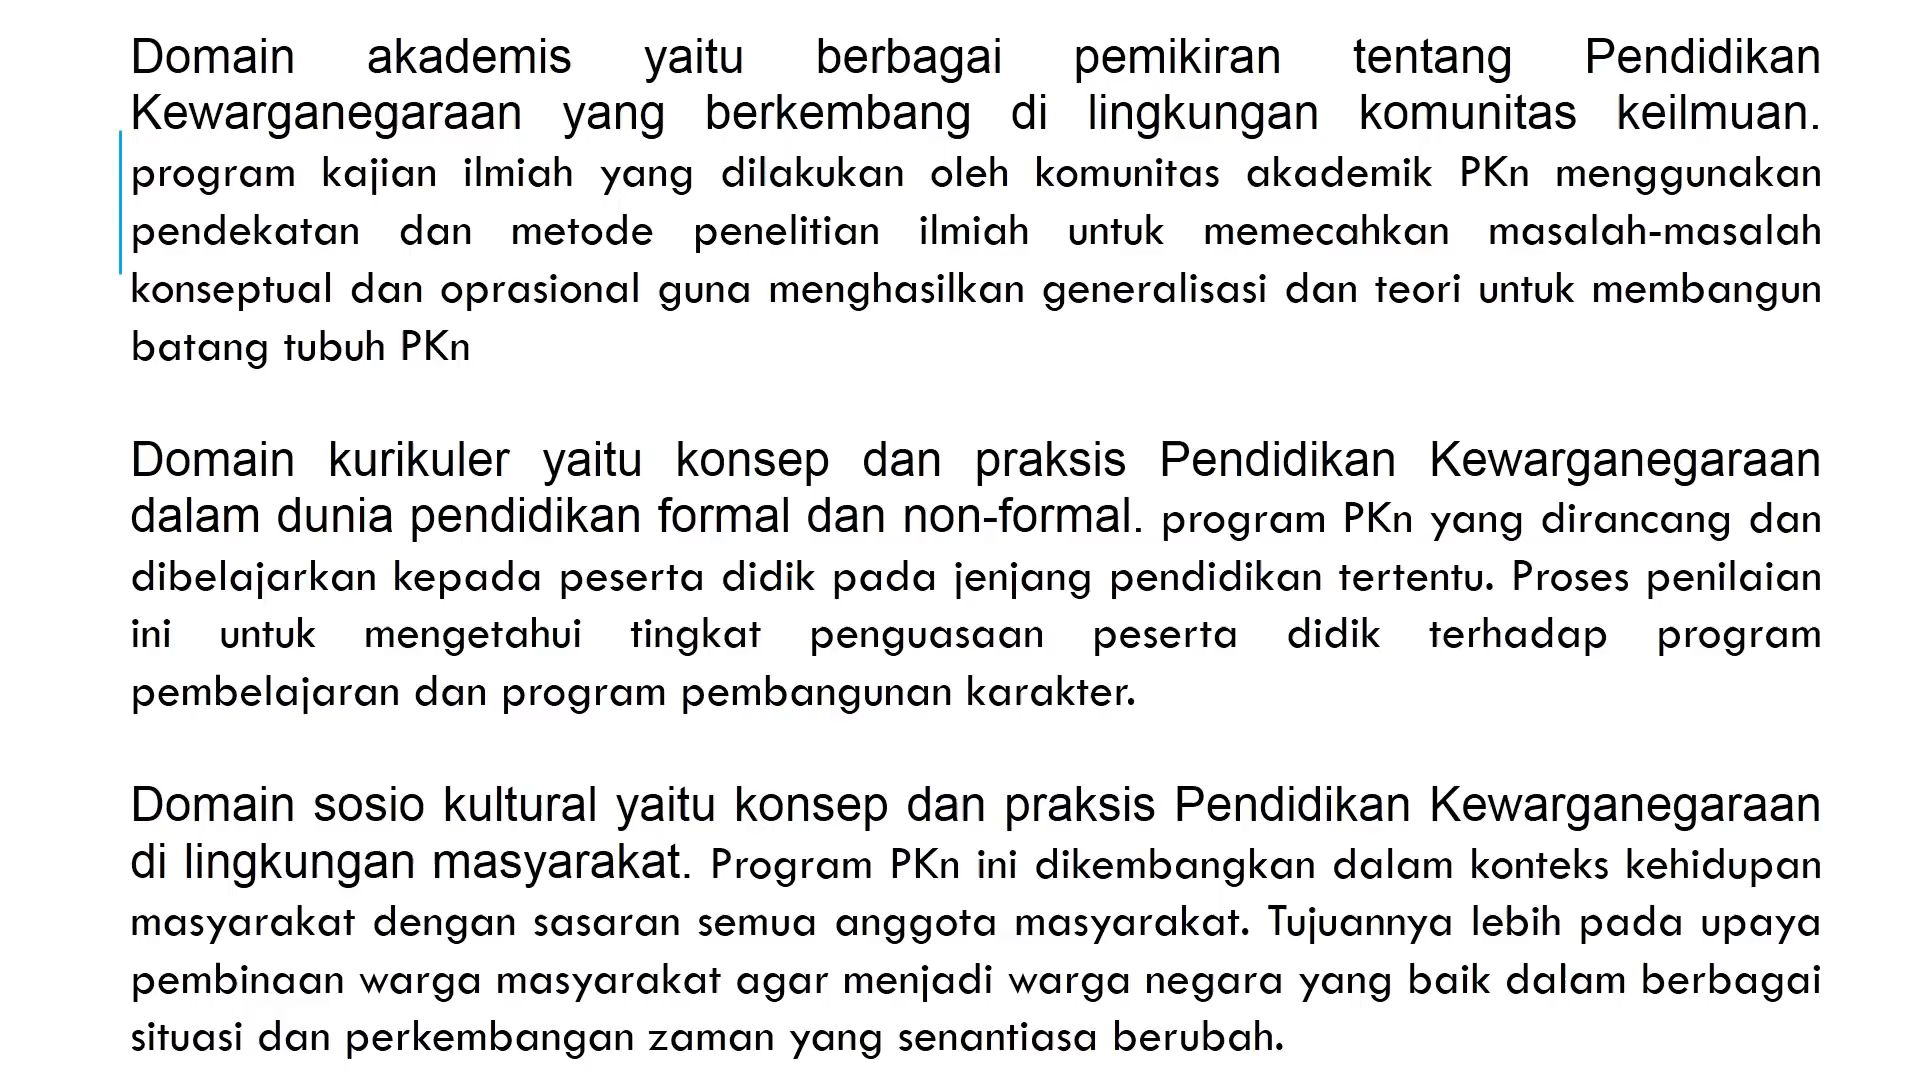 Domain akademis yaitu berbagai pemikiran tentang Pendidikan
Kewarganegaraan yang berkembang di lingkungan komunitas keilmuan.
program kajian ilmiah yang dilakukan oleh komunitas akademik PKn menggunakan
pendekatan dan metode penelitian ilmiah untuk memecahkan masalah-masalah
konseptual dan oprasional guna menghasilkan generalisasi dan teori untuk membangun
batang tubuh PKn
Domain kurikuler yaitu konsep dan praksis Pendidikan Kewarganegaraan
dalam dunia pendidikan formal dan non-formal. program PKn yang dirancang dan
dibelajarkan kepada peserta didik pada jenjang pendidikan tertentu. Proses penilaian
ini untuk mengetahui tingkat penguasaan peserta didik terhadap program
pembelajaran dan program pembangunan karakter.
Domain sosio kultural yaitu konsep dan praksis Pendidikan Kewarganegaraan
di lingkungan masyarakat. Program PKn ini dikembangkan dalam konteks kehidupan
masyarakat dengan sasaran semua anggota masyarakat. Tujuannya lebih pada upaya
pembinaan warga masyarakat agar menjadi warga negara yang baik dalam berbagai
situasi dan perkembangan zaman yang senantiasa berubah.